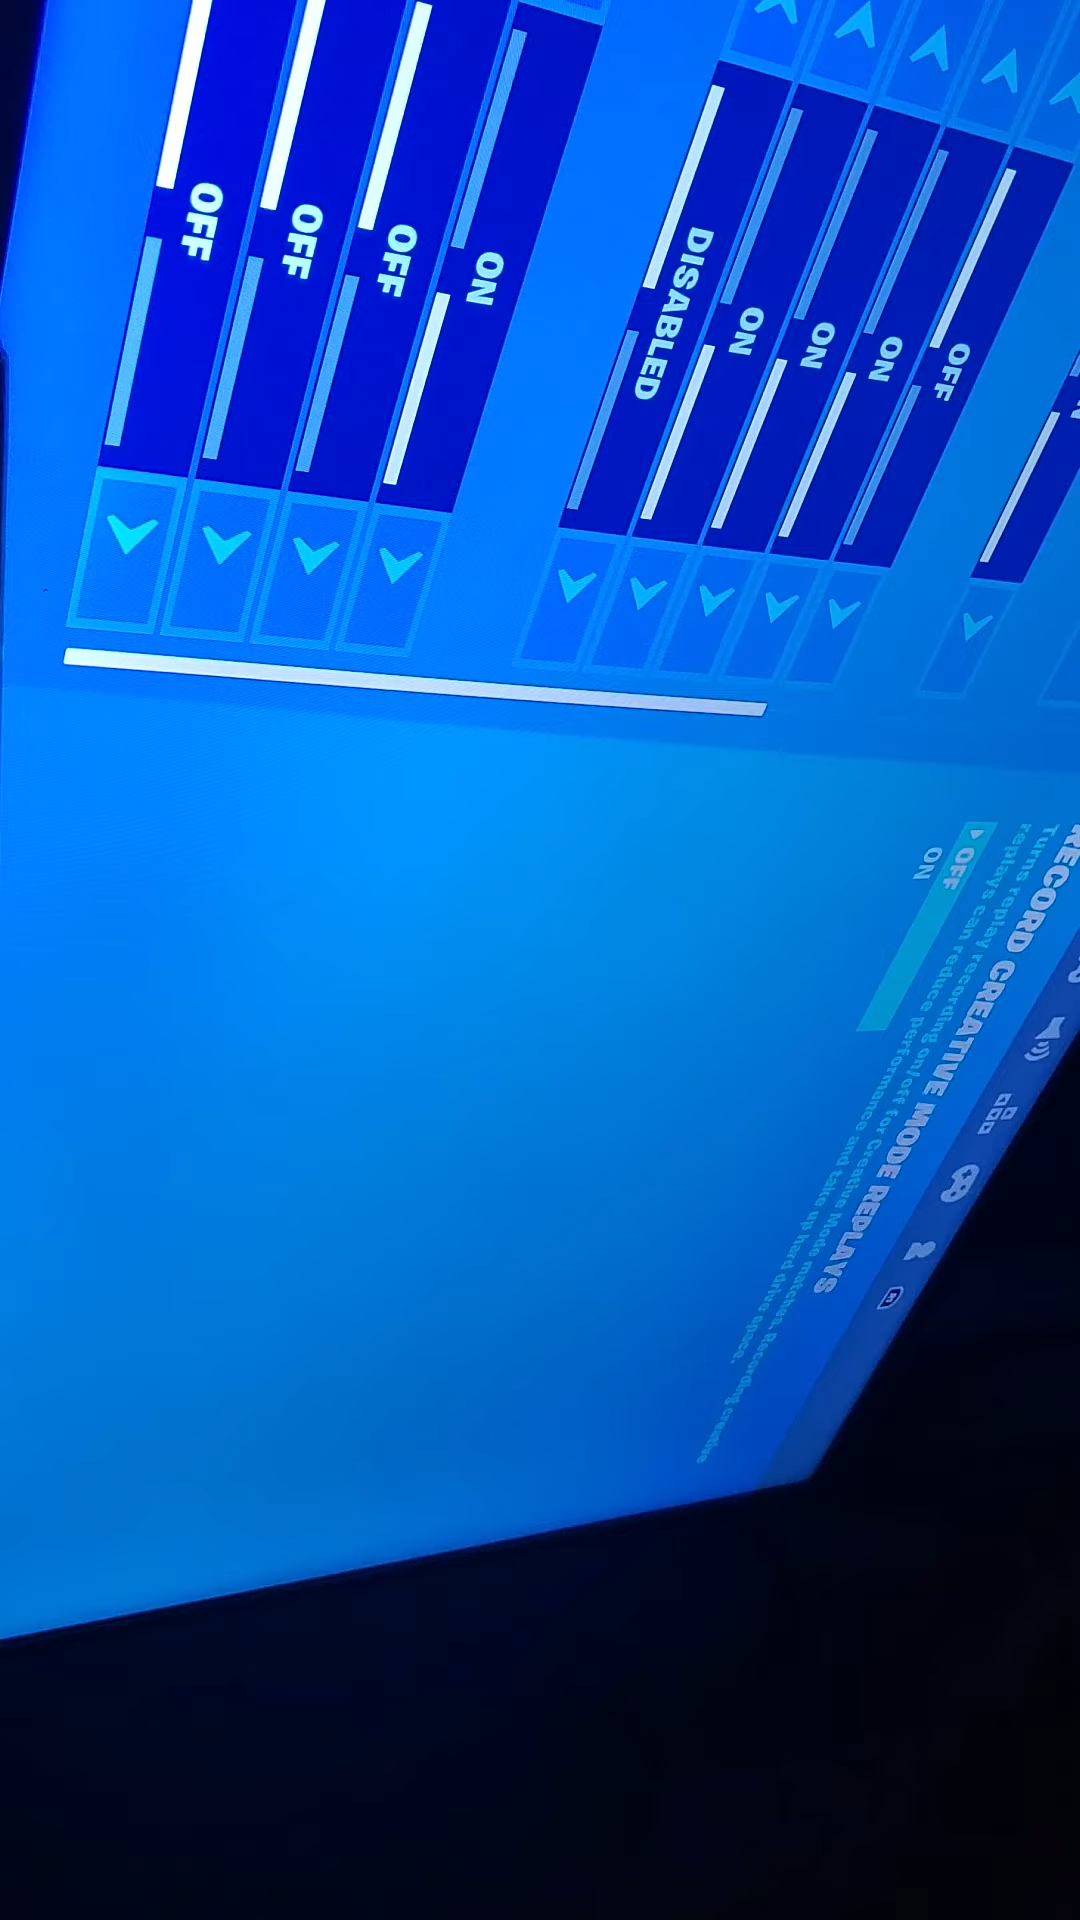 OFF
ON
ON
ON
DISABLED
ON
OFF
OFF
OFF
RECORD CREATIVE MODE REPLAYS
Turns replay recording on/off for Creative Mode matches. Recording creative
replays can reduce performance and take up hard drive space.
OFF
ON